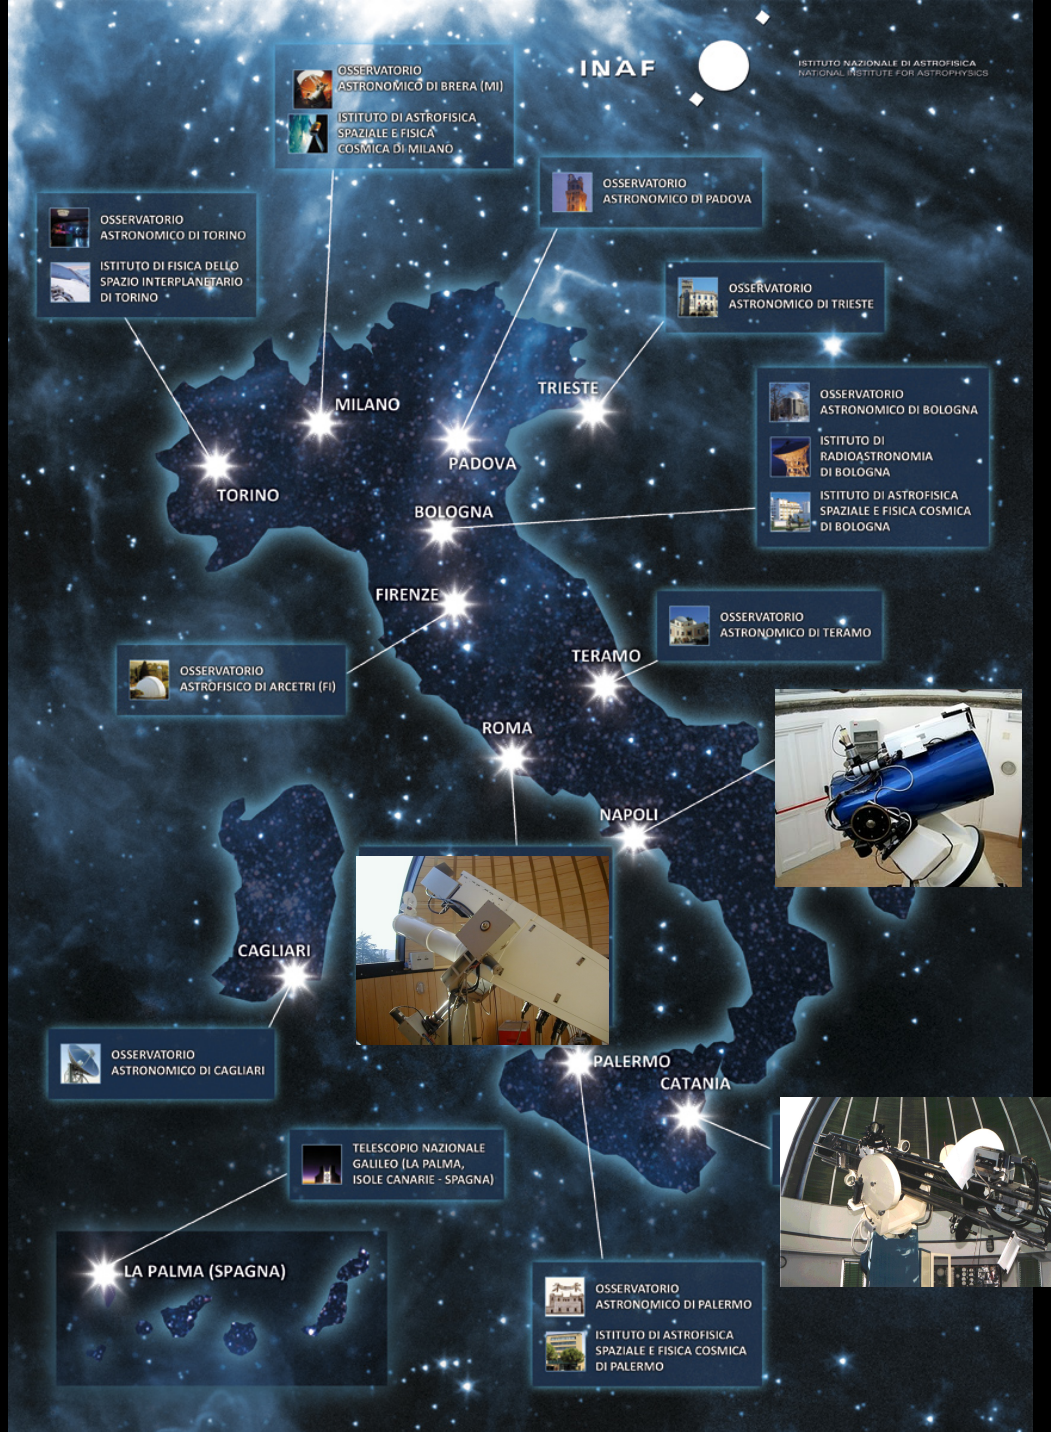 INAF
ISTITUTO NAZIONALE DI ASTROFISICA
NATIONAL INSTITUTE FOR ASTROPHYSICS
OSSERVATORIO
ASTRONOMICO DI BRERA (MI)
ISTITUTO DI ASTROFISICA
SPAZIALE E FISICA
COSMICA DI MILANO
OSSERVATORIO
ASTRONOMICO DI PADOVA
OSSERVATORIO
ASTRONOMICO DI TORINO
ISTITUTO DI FISICA DELLO
SPAZIO INTERPLANETARIO
DI TORINO
OSSERVATORIO
ASTRONOMICO DI TRIESTE
TRIESTE
MILANO
PADOVA
TORINO
BOLOGNA
OSSERVATORIO
ASTRONOMICO DI BOLOGNA
ISTITUTO DI
RADIOASTRONOMIA
DI BOLOGNA
ISTITUTO DI ASTROFISICA
SPAZIALE E FISICA COSMICA
DI BOLOGNA
FIRENZE
OSSERVATORIO
ASTRONOMICO DI TERAMO
TERAMO
OSSERVATORIO
ASTROFISICO DI ARCETRI (FI)
ROMA
NAPOLI
CAGLIARI
OSSERVATORIO
ASTRONOMICO DI CAGLIARI
PALERMO
CATANIA
TELESCOPIO NAZIONALE
GALILEO (LA PALMA,
ISOLE CANARIE - SPAGNA)
LA PALMA (SPAGNA)
OSSERVATORIO
ASTRONOMICO DI PALERMO
ISTITUTO DI ASTROFISICA
SPAZIALE E FISICA COSMICA
DI PALERMO